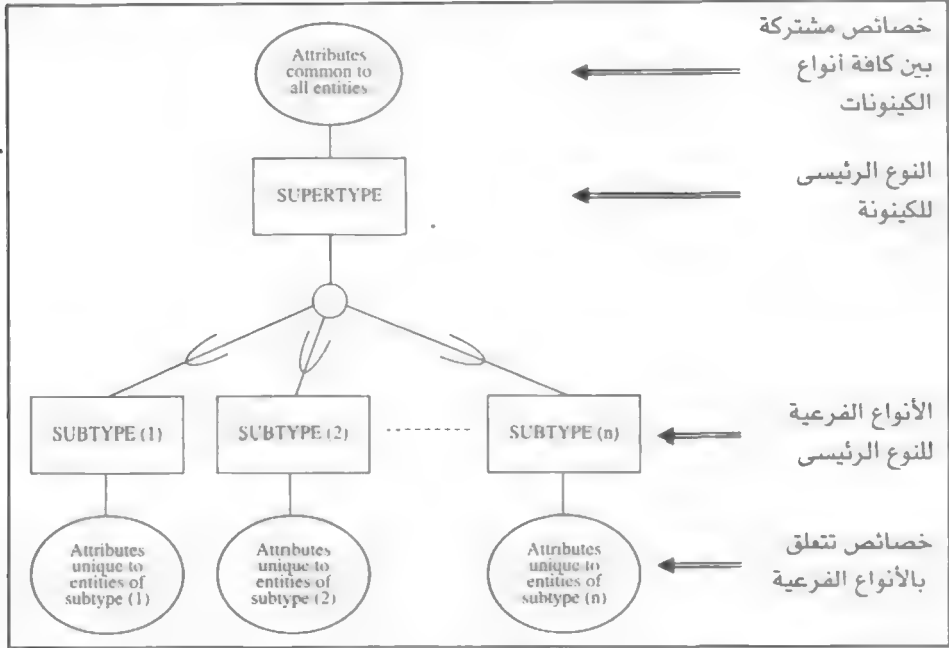 Attributes
common to
all entities
خصائص مشتركة
بين كافة أنواع
الكينونات
SUPERTYPE
النوع الرئيسى
للكينونة
SUBTYPE (1)
SUBTYPE (2)
SUBTYPE (n)
الأنواع الفرعية
للنوع الرئيسى
Attributes
unique to
entities of
subtype (1)
Attributes
unique to
entities of
subtype (2)
Attributes
unique to
entities of
subtype (n)
خصائص تتعلق
بالأنواع الفرعية